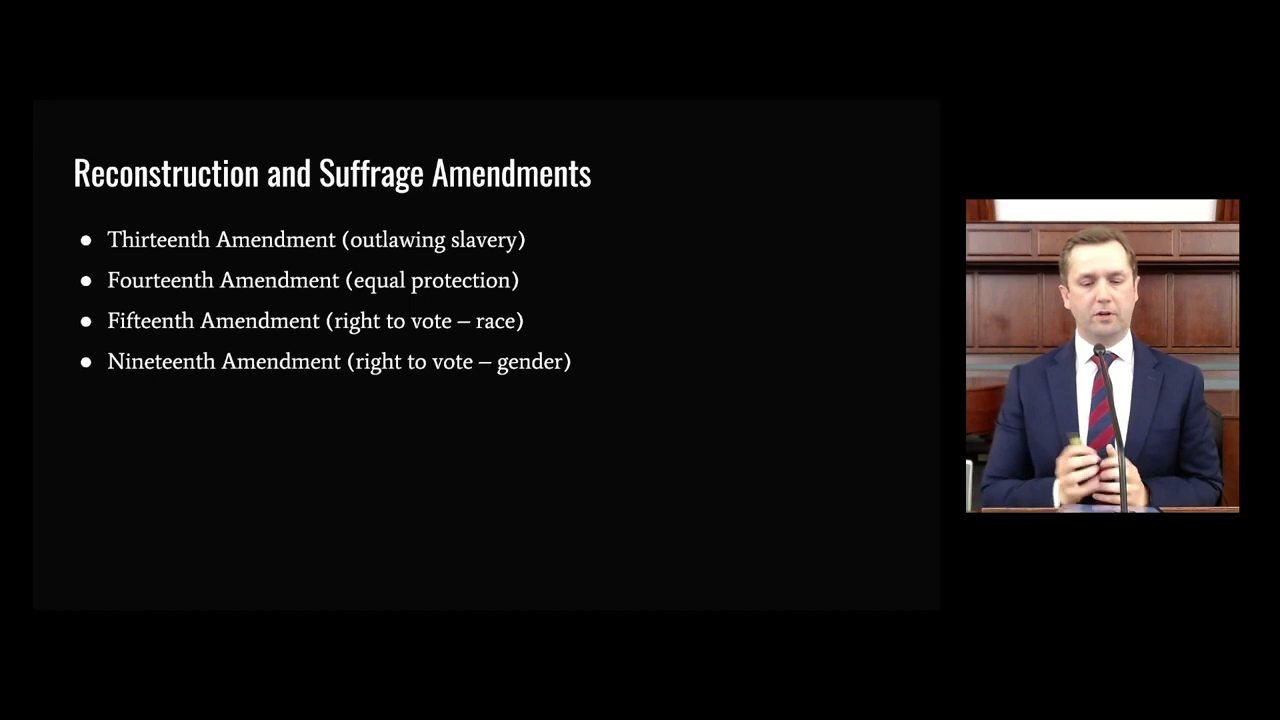 Reconstruction and Suffrage Amendments
● Thirteenth Amendment (outlawing slavery)
● Fourteenth Amendment (equal protection)
● Fifteenth Amendment (right to vote – race)
● Nineteenth Amendment (right to vote – gender)